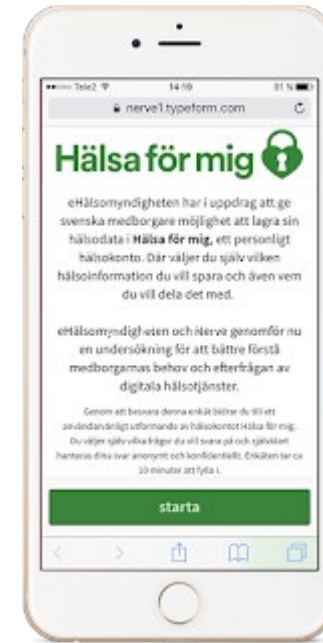 Tele2 14:19 81 %
nerve1.typeform.com
Hälsa för mig
eHälsomyndigheten har i uppdrag att ge
svenska medborgare möjlighet att lagra sin
hälsodata i Hälsa för mig, ett personligt
hälsokonto. Där väljer du själv vilken
hälsoinformation du vill spara och även vem
du vill dela det med.
eHälsomyndigheten och Nerve genomför nu
en undersökning för att bättre förstå
medborgarnas behov och efterfrågan av
digitala hälsotjänster.
Genom att besvara denna enkät bidrar du till ett
användarvänligt utformande av hälsokontot Hälsa för mig.
Du väljer själv vilka frågor du vill svara på och självklart
hanteras dina svar anonymt och konfidentiellt. Enkäten tar ca
10 minuter att fylla i.
starta